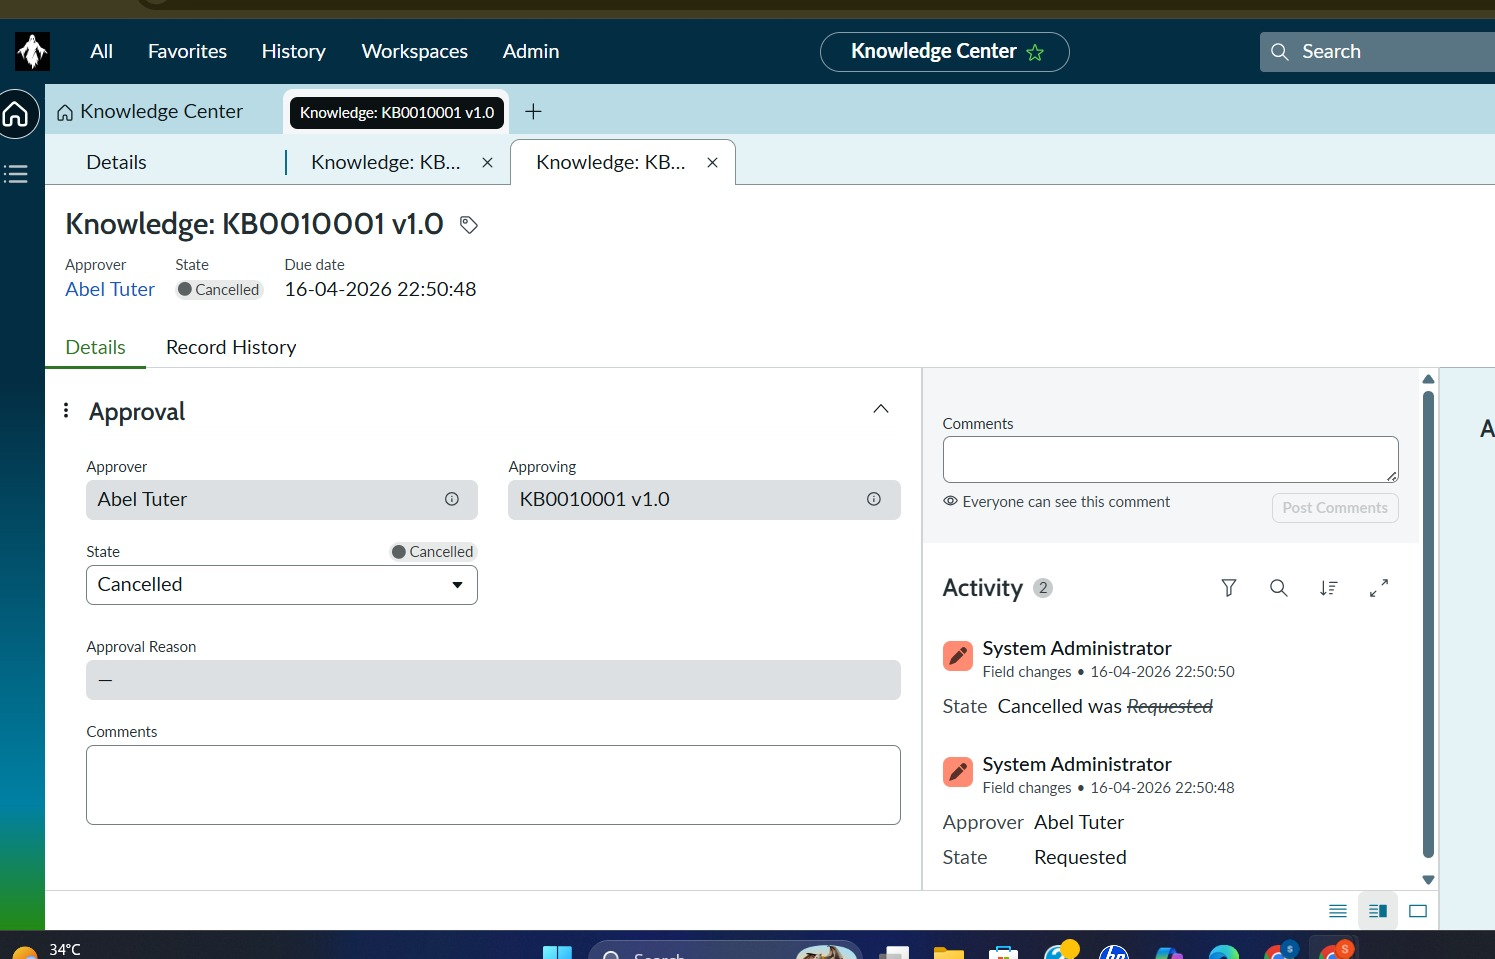 All Favorites History Workspaces Admin Knowledge Center Search
Knowledge Center Knowledge: KB0010001 v1.0
Details Knowledge: KB... Knowledge: KB...
Knowledge: KB0010001 v1.0
Approver State Due date
Abel Tuter Cancelled 16-04-2026 22:50:48
Details Record History
Approval
Approver Approving
Abel Tuter KB0010001 v1.0
State Cancelled
Cancelled
Approval Reason
—
Comments
Comments
Everyone can see this comment Post Comments
Activity 2
System Administrator
Field changes • 16-04-2026 22:50:50
State Cancelled was Requested
System Administrator
Field changes • 16-04-2026 22:50:48
Approver Abel Tuter
State Requested
A
34°C
Search
hp
S
S